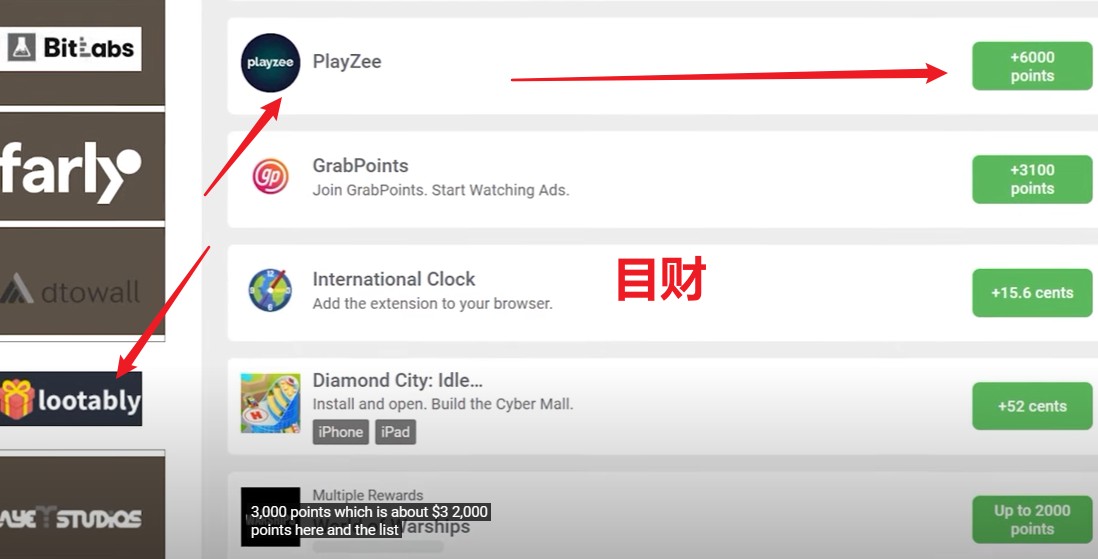 BitLabs
farly
dtowall
lootably
STUDIOS
playzee
PlayZee
+6000
points
gp
GrabPoints
Join GrabPoints. Start Watching Ads.
+3100
points
目财
12
International Clock
Add the extension to your browser.
+15.6 cents
Diamond City: Idle...
Install and open. Build the Cyber Mall.
iPhone iPad
+52 cents
Multiple Rewards
Warships
Up to 2000
points
3,000 points which is about $3 2,000
points here and the list